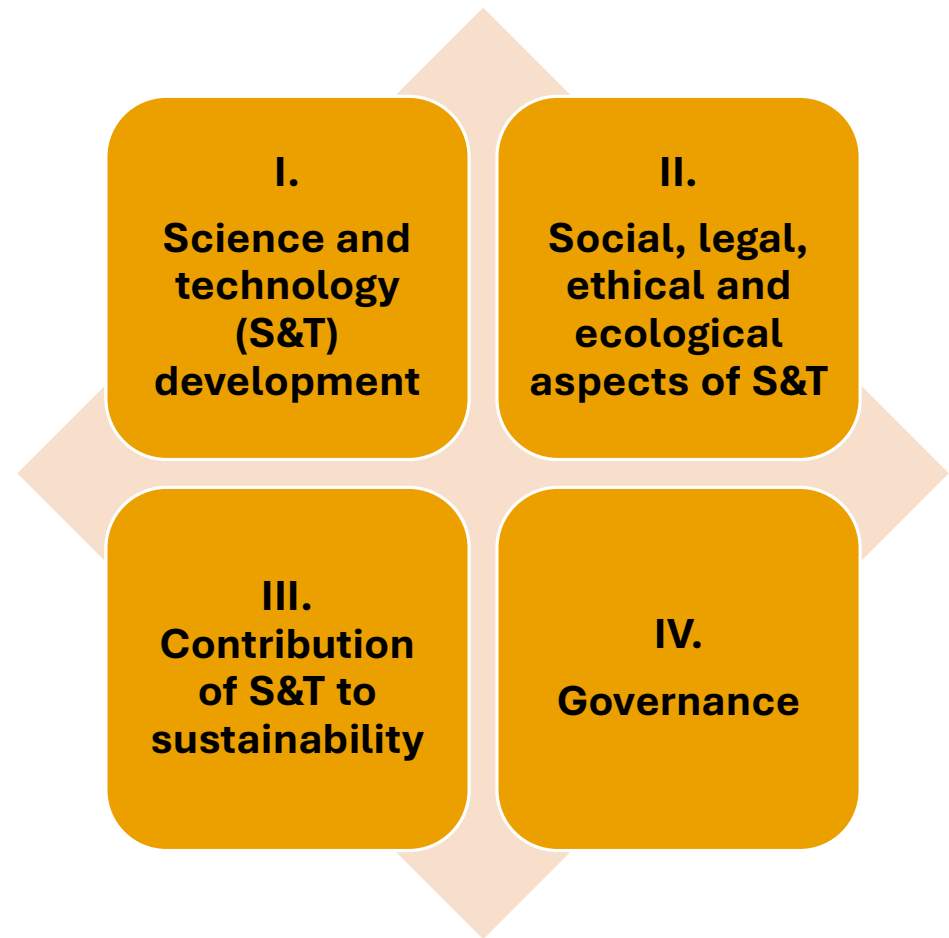 I.
Science and
technology
(S&T)
development
II.
Social, legal,
ethical and
ecological
aspects of S&T
III.
Contribution
of S&T to
sustainability
IV.
Governance